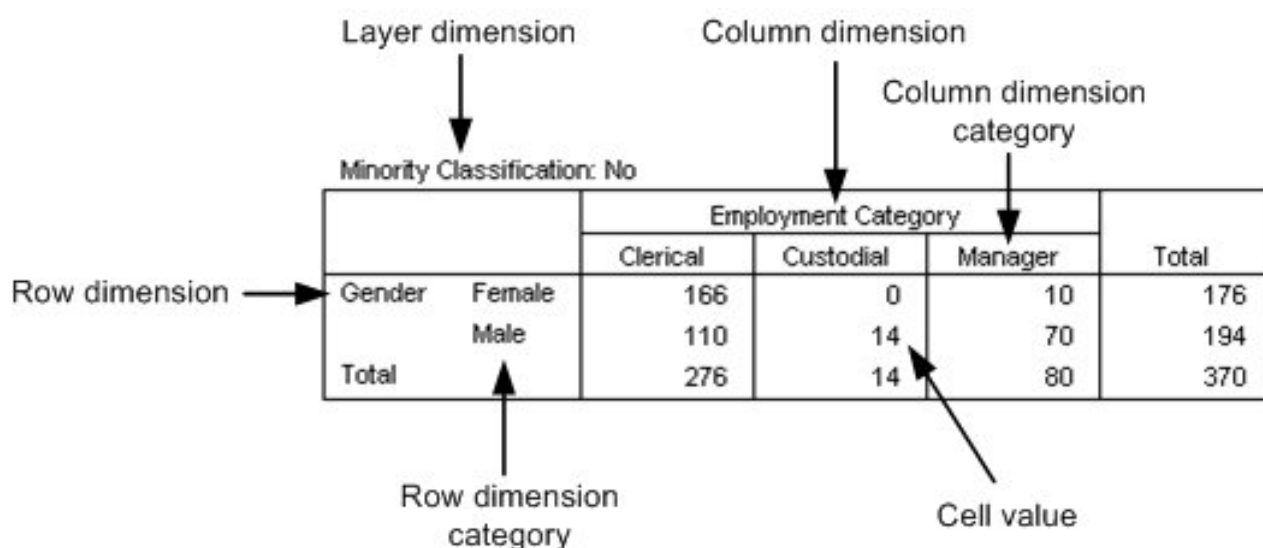 Layer dimension
Column dimension
Column dimension
category
Minority Classification: No
Employment Category
Clerical Custodial Manager Total
Row dimension
Gender Female 166 0 10 176
Male 110 14 70 194
Total 276 14 80 370
Row dimension
category
Cell value